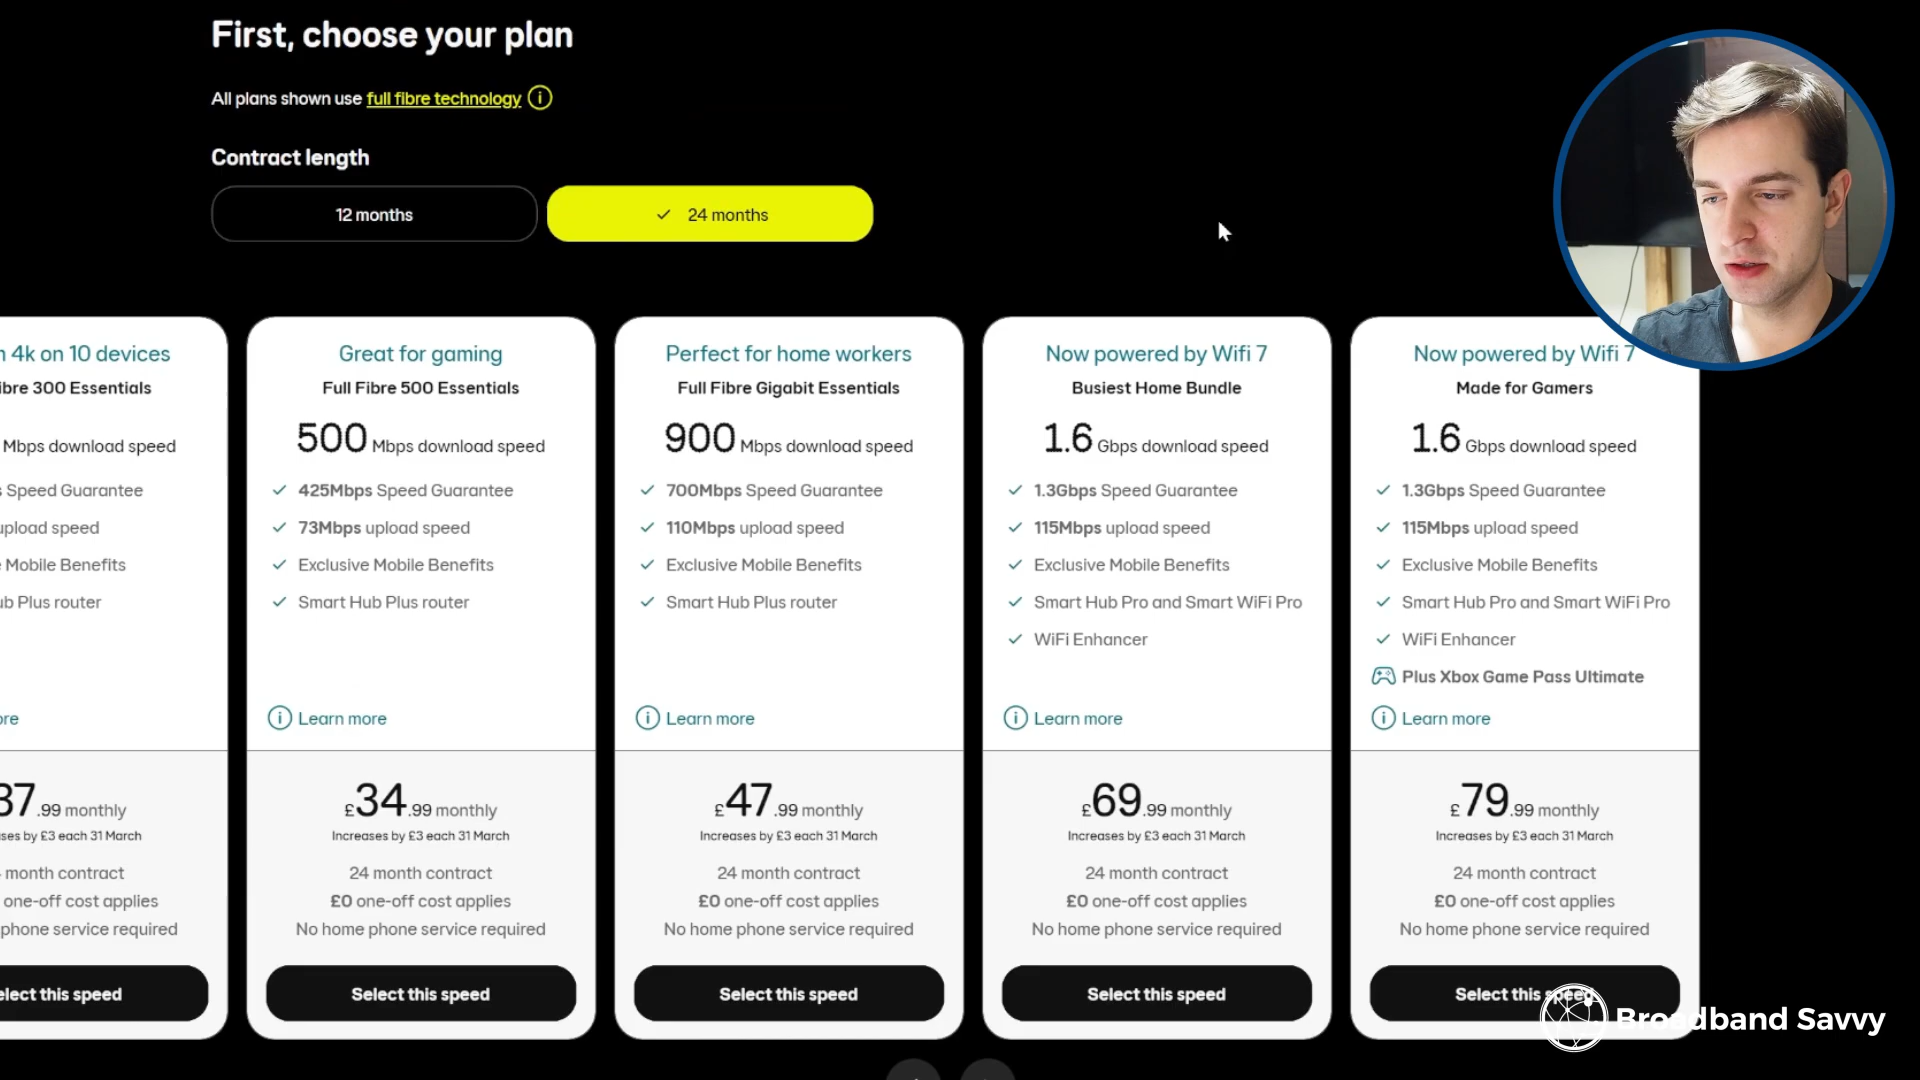 First, choose your plan
All plans shown use full fibre technology
Contract length
12 months
24 months
4k on 10 devices
300 Essentials
Mbps download speed
Speed Guarantee
upload speed
Mobile Benefits
Plus router
37.99 monthly
each 31 March
month contract
one-off cost applies
phone service required
this speed
Great for gaming
Full Fibre 500 Essentials
500 Mbps download speed
425Mbps Speed Guarantee
73Mbps upload speed
Exclusive Mobile Benefits
Smart Hub Plus router
Learn more
£34.99 monthly
Increases by £3 each 31 March
24 month contract
£0 one-off cost applies
No home phone service required
Select this speed
Perfect for home workers
Full Fibre Gigabit Essentials
900 Mbps download speed
700Mbps Speed Guarantee
110Mbps upload speed
Exclusive Mobile Benefits
Smart Hub Plus router
Learn more
£47.99 monthly
Increases by £3 each 31 March
24 month contract
£0 one-off cost applies
No home phone service required
Select this speed
Now powered by Wifi 7
Busiest Home Bundle
1.6 Gbps download speed
1.3Gbps Speed Guarantee
115Mbps upload speed
Exclusive Mobile Benefits
Smart Hub Pro and Smart WiFi Pro
WiFi Enhancer
Learn more
£69.99 monthly
Increases by £3 each 31 March
24 month contract
£0 one-off cost applies
No home phone service required
Select this speed
Now powered by Wifi 7
Made for Gamers
1.6 Gbps download speed
1.3Gbps Speed Guarantee
115Mbps upload speed
Exclusive Mobile Benefits
Smart Hub Pro and Smart WiFi Pro
WiFi Enhancer
Plus Xbox Game Pass Ultimate
Learn more
£79.99 monthly
Increases by £3 each 31 March
24 month contract
£0 one-off cost applies
No home phone service required
Select this speed
Broadband Savvy